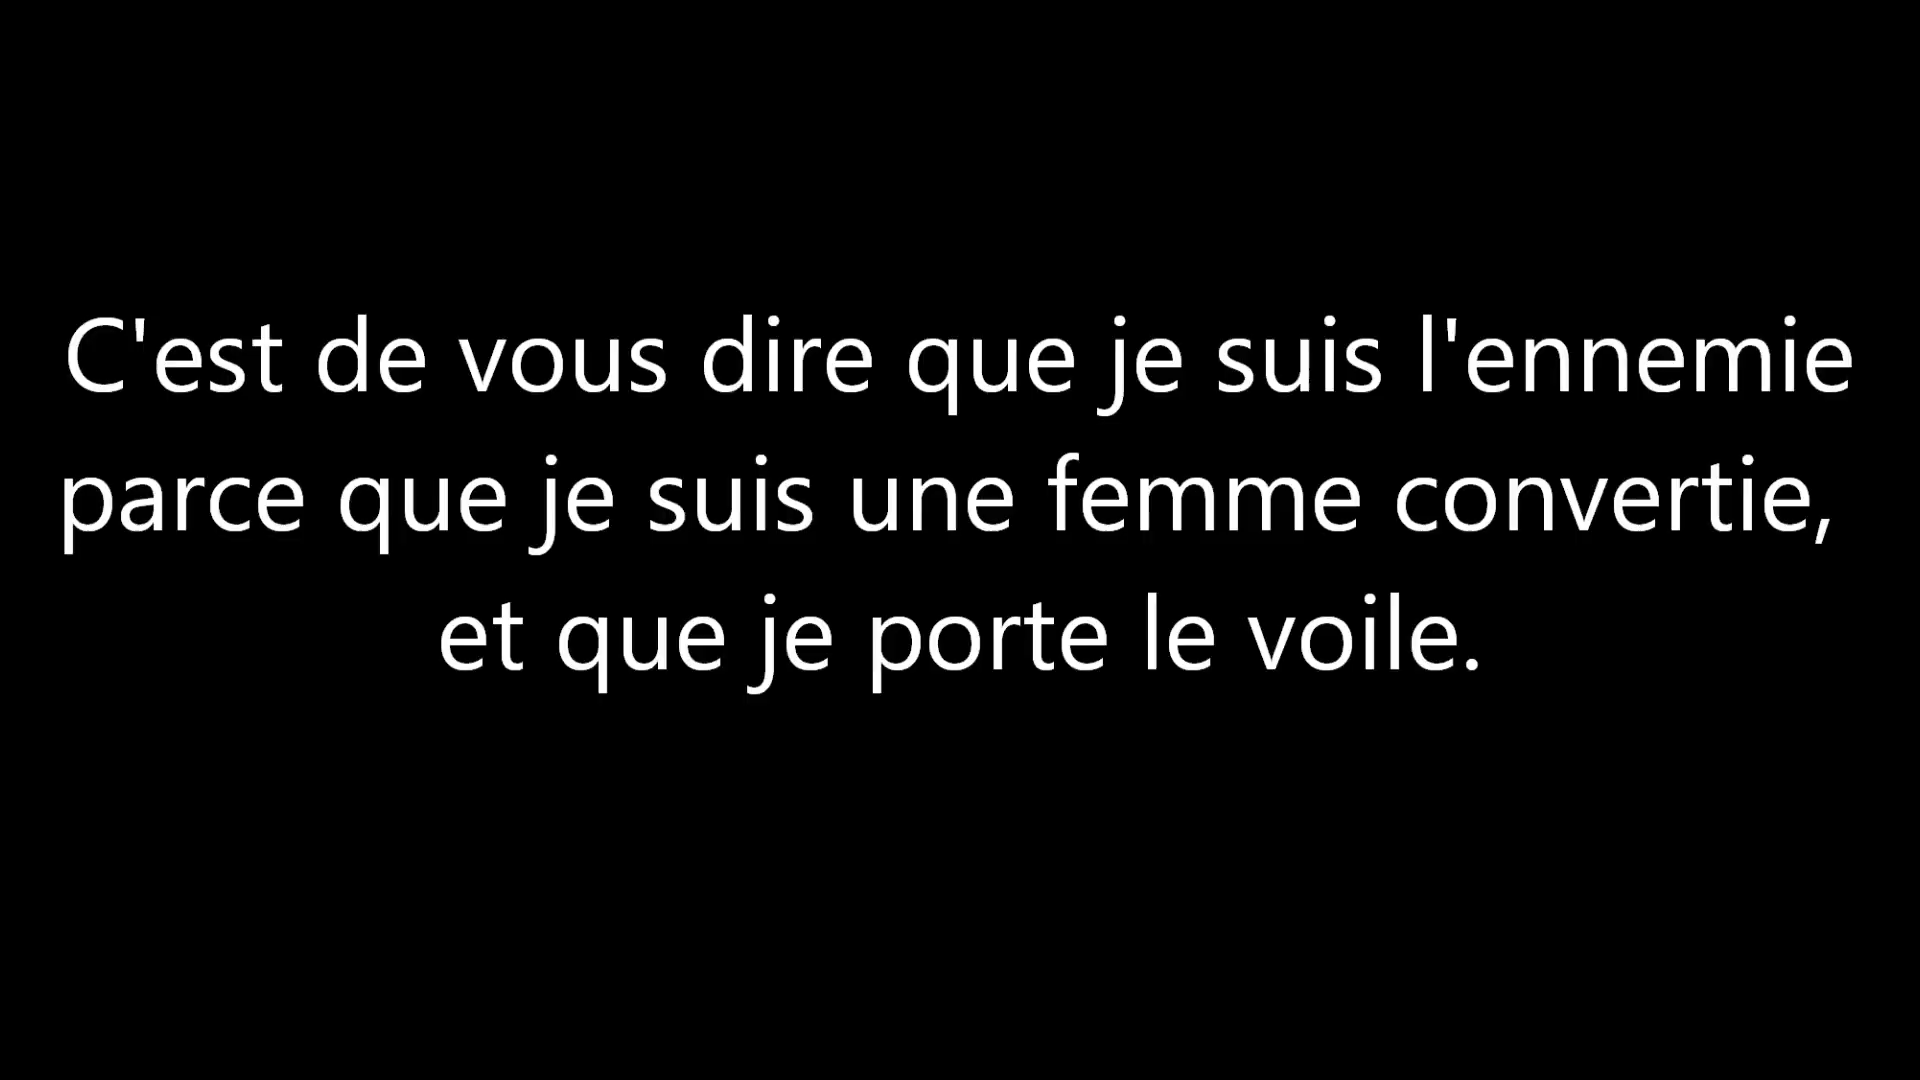 C'est de vous dire que je suis l'ennemie
parce que je suis une femme convertie,
et que je porte le voile.